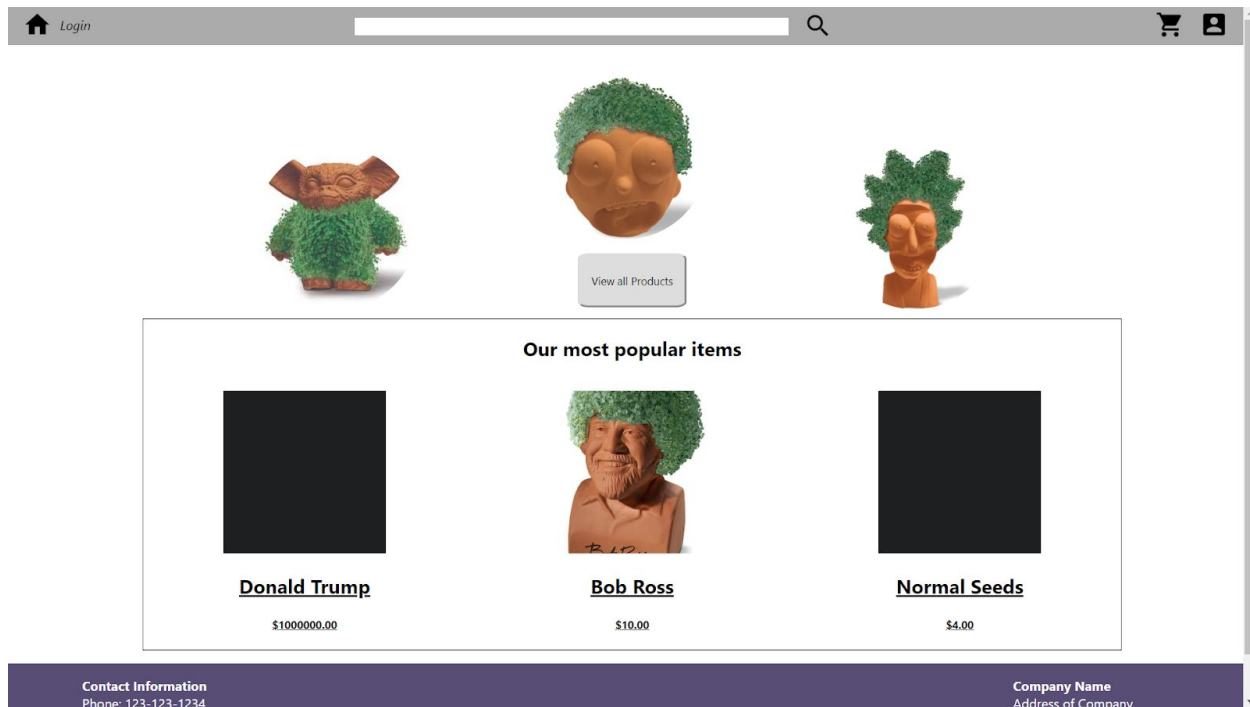 Login
View all Products
Our most popular items
Donald Trump
$1000000.00
Bob Ross
$10.00
Normal Seeds
$4.00
Contact Information
Phone: 123-123-1234
Company Name
Address of Company